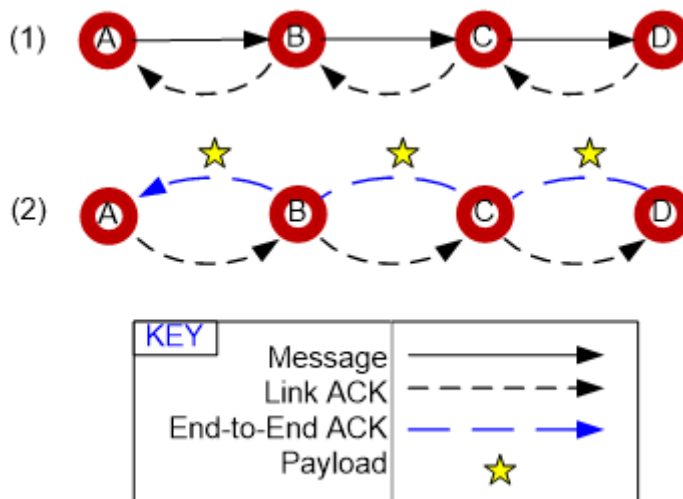 (1) A B C D
(2) A B C D
KEY
Message
Link ACK
End-to-End ACK
Payload